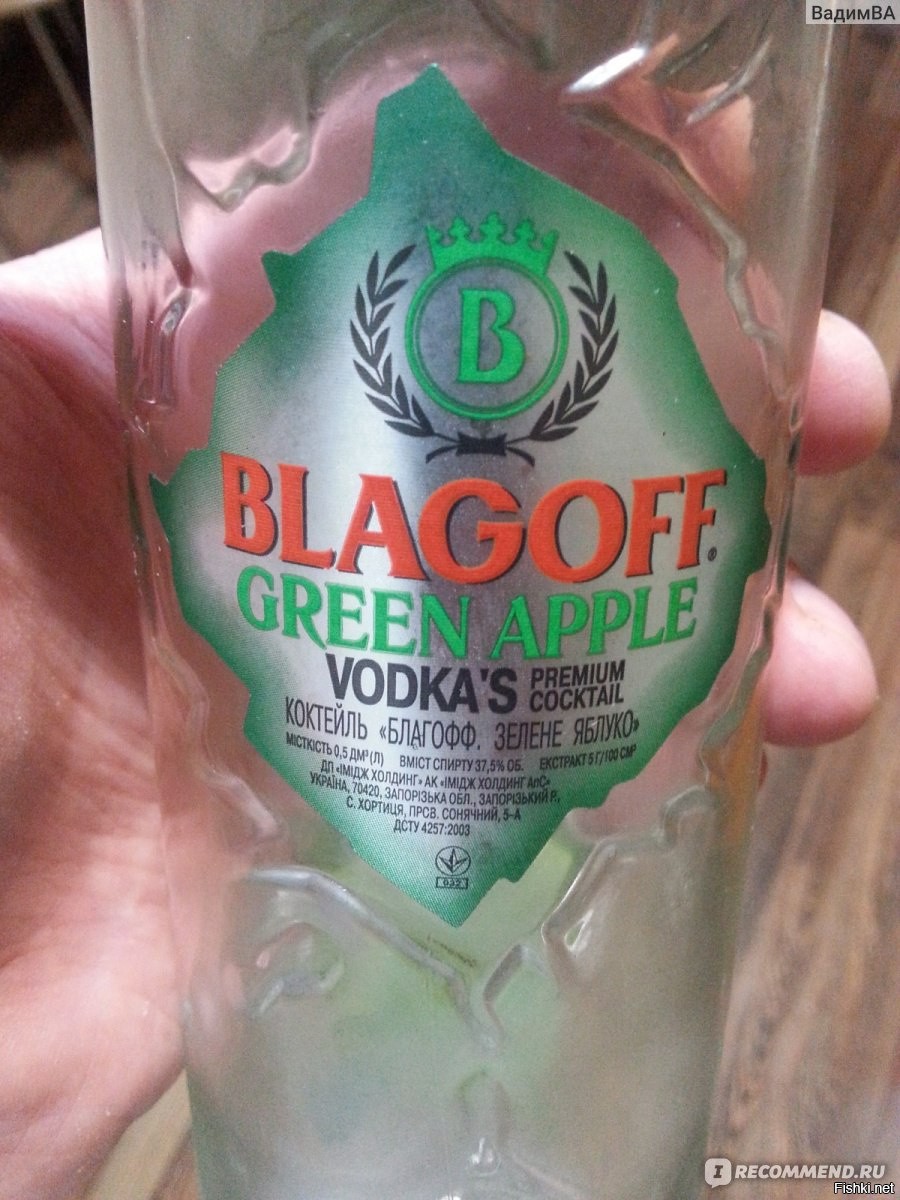 ВадимВА
B
BLAGOFF®
GREEN APPLE
VODKA'S PREMIUM COCKTAIL
КОКТЕЙЛЬ «БЛАГОФФ. ЗЕЛЕНЕ ЯБЛУКО»
МІСТКІСТЬ 0,5 ДМ³ (Л) ВМІСТ СПИРТУ 37,5% ОБ. ЕКСТРАКТ 5 Г/100 СМ³
ДП «ІМІДЖ ХОЛДИНГ» АК «ІМІДЖ ХОЛДИНГ АпС»
УКРАЇНА, 70420, ЗАПОРІЗЬКА ОБЛ., ЗАПОРІЗЬКИЙ Р.,
С. ХОРТИЦЯ, ПРСВ. СОНЯЧНИЙ, 5-А
ДСТУ 4257:2003
032
IRECOMMEND.RU
Fishki.net